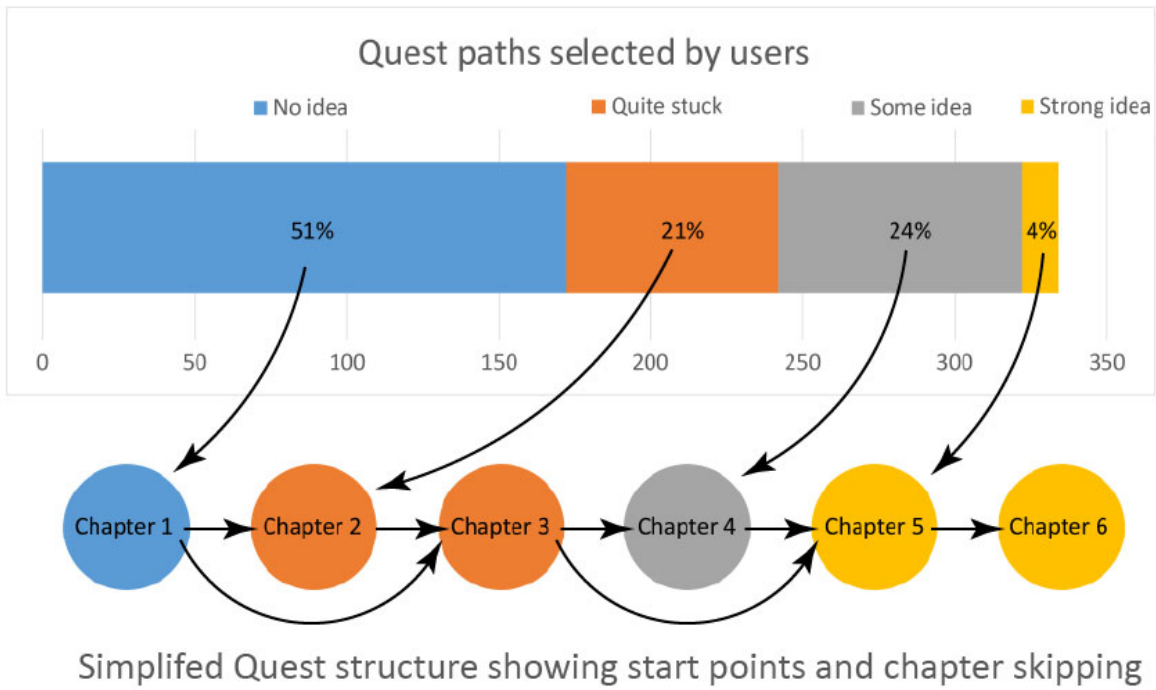 Quest paths selected by users
No idea Quite stuck Some idea Strong idea
51% 21% 24% 4%
0 50 100 150 200 250 300 350
Chapter 1 Chapter 2 Chapter 3 Chapter 4 Chapter 5 Chapter 6
Simplifed Quest structure showing start points and chapter skipping